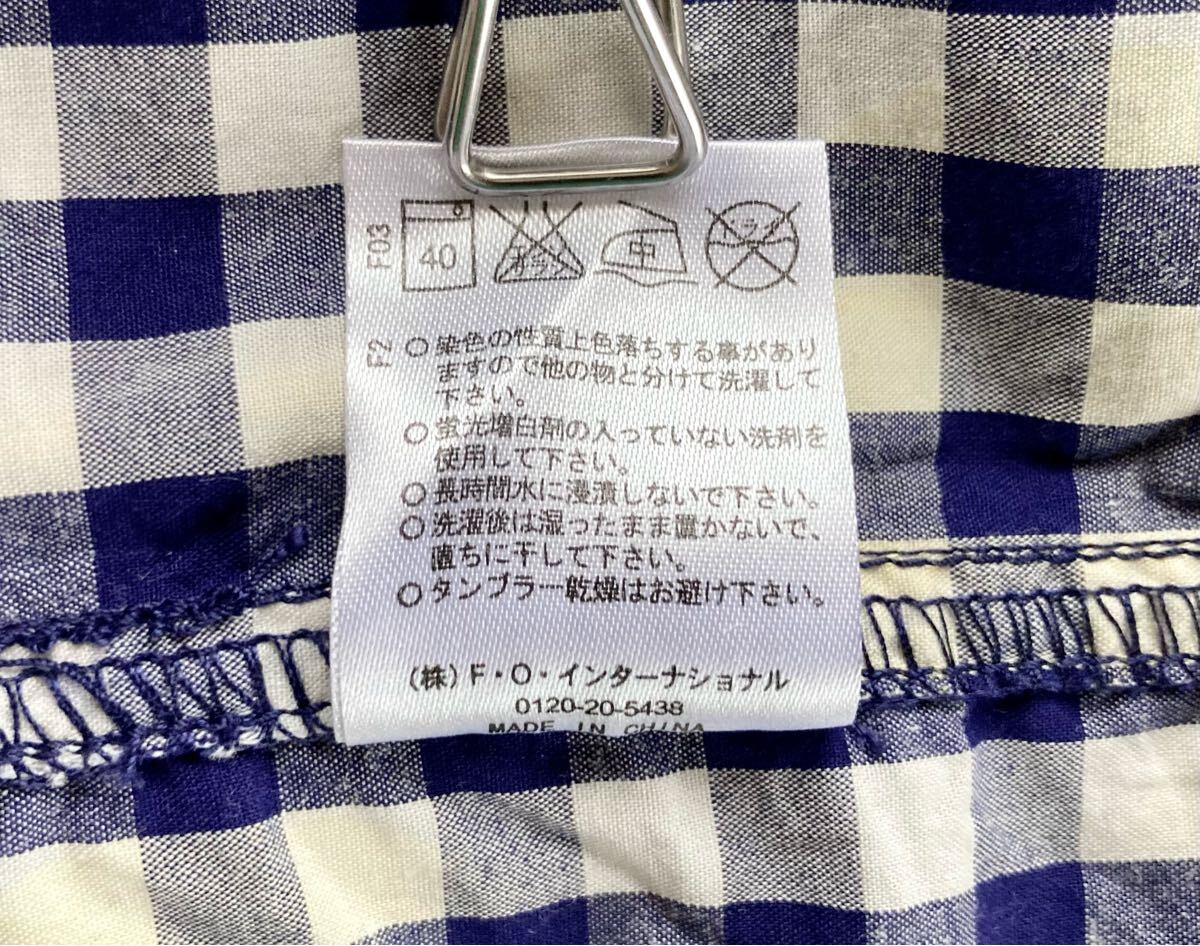 F03
40
エンソ サラシ
中
ドライ
F2
○ 染色の性質上色落ちする事があり
ますので他の物と分けて洗濯して
下さい。
○ 蛍光増白剤の入っていない洗剤を
使用して下さい。
○ 長時間水に浸漬しないで下さい。
○ 洗濯後は湿ったまま置かないで、
直ちに干して下さい。
○ タンブラー乾燥はお避け下さい。
(株) F・O・インターナショナル
0120-20-5438
MADE IN CHINA